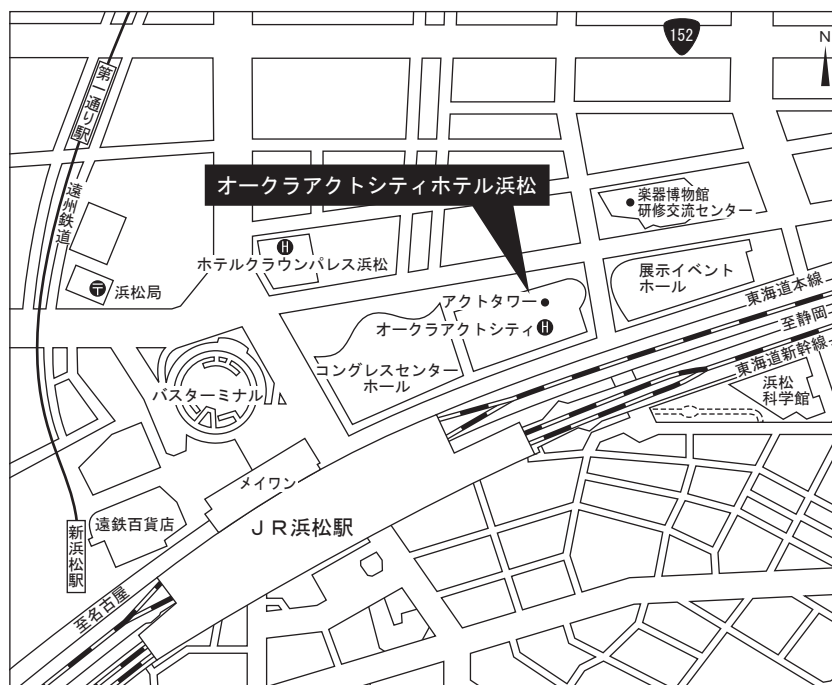 152
N
第一通り駅
遠州鉄道
オークラアクトシティホテル浜松
楽器博物館
研修交流センター
H
ホテルクラウンパレス浜松
〒
浜松局
展示イベント
ホール
東海道本線
至静岡
東海道新幹線
アクトタワー
オークラアクトシティ H
コングレスセンター
ホール
浜松
科学館
バスターミナル
メイワン
遠鉄百貨店
JR浜松駅
新浜松駅
至名古屋